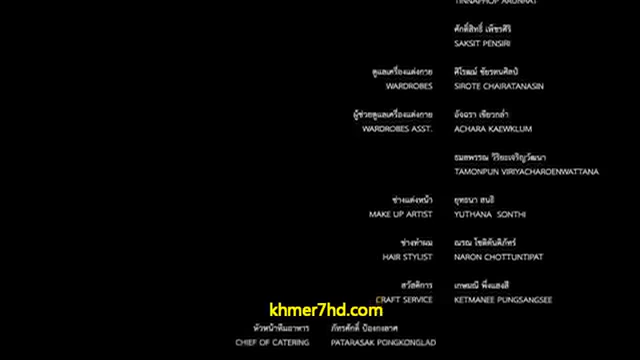 ศักดิ์สิทธิ์ เพ็ชรศิริ
SAKSIT PENSIRI
ดูแลเครื่องแต่งกาย ศิโรฒม์ ชัยรตนศิลป์
WARDROBES SIROTE CHAIRATANASIN
ผู้ช่วยดูแลเครื่องแต่งกาย อัจฉรา เขียวกล่ำ
WARDROBES ASST. ACHARA KAEWKLUM
ธมลพรรณ วิริยะเจริญวัฒนา
TAMONPUN VIRIYACHAROENWATTANA
ช่างแต่งหน้า ยุทธนา สนธิ
MAKE UP ARTIST YUTHANA SONTHI
ช่างทำผม ณรณ โชติตันติภัทร์
HAIR STYLIST NARON CHOTTUNTIPAT
สวัสดิการ เกษมณี พึ่งแสงสี
CRAFT SERVICE KETMANEE PUNGSANGSEE
khmer7hd.com
หัวหน้าทีมอาหาร ภัทรศักดิ์ ป้องกงลาศ
CHIEF OF CATERING PATARASAK PONGKONGLAD